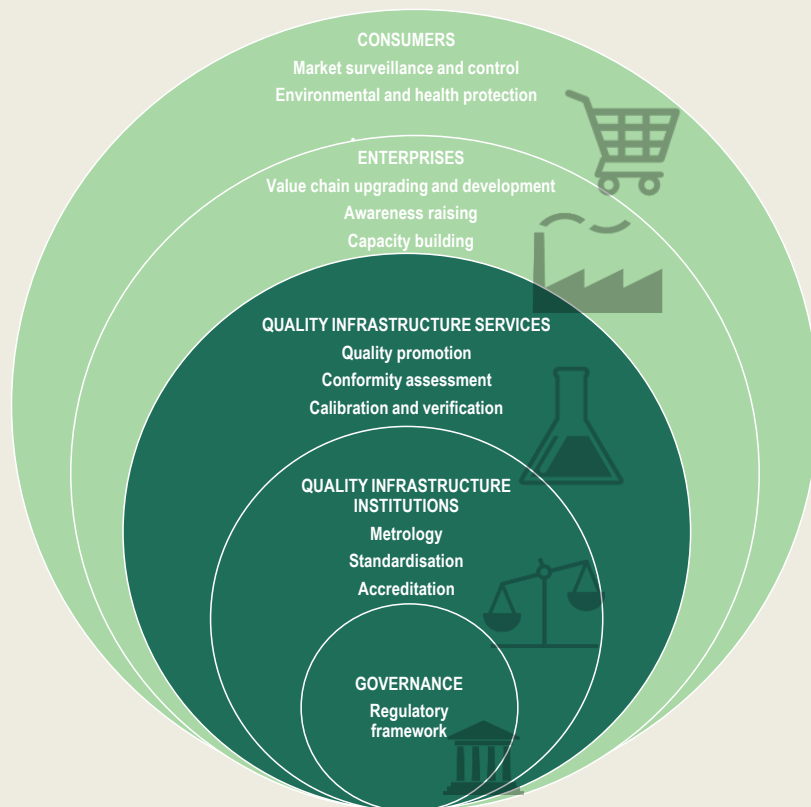 CONSUMERS
Market surveillance and control
Environmental and health protection
ENTERPRISES
Value chain upgrading and development
Awareness raising
Capacity building
QUALITY INFRASTRUCTURE SERVICES
Quality promotion
Conformity assessment
Calibration and verification
QUALITY INFRASTRUCTURE
INSTITUTIONS
Metrology
Standardisation
Accreditation
GOVERNANCE
Regulatory
framework